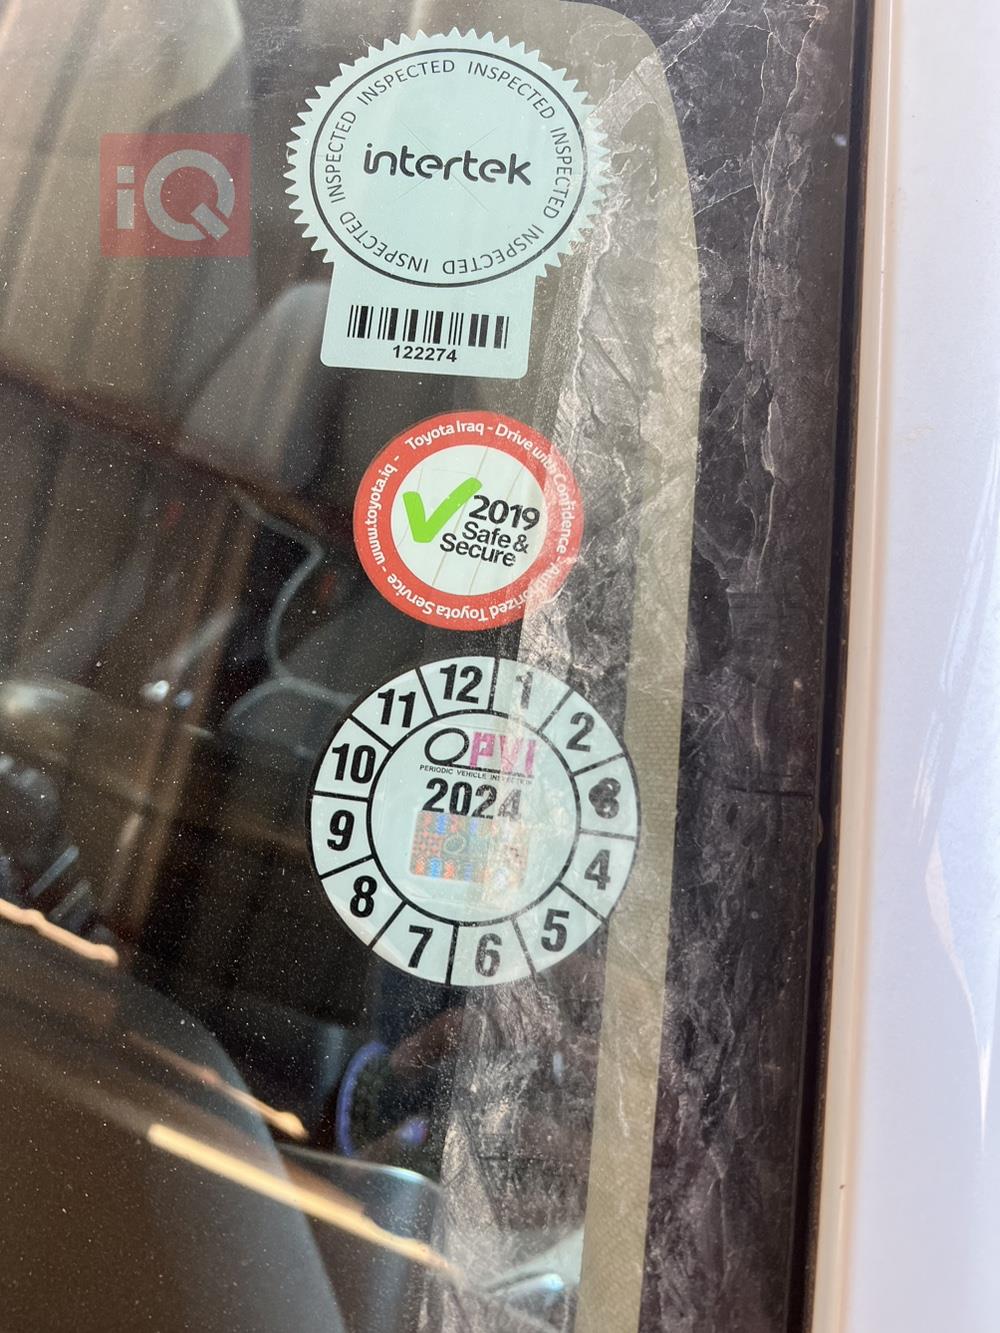 iQ
INSPECTED INSPECTED INSPECTED INSPECTED INSPECTED INSPECTED INSPECTED INSPECTED
intertek
122274
Toyota Iraq - Drive with Confidence - Authorized Toyota Service - www.toyota.iq -
2019
Safe &
Secure
12 1 2 3 4 5 6 7 8 9 10 11
PVI
PERIODIC VEHICLE INSPECTION
2024